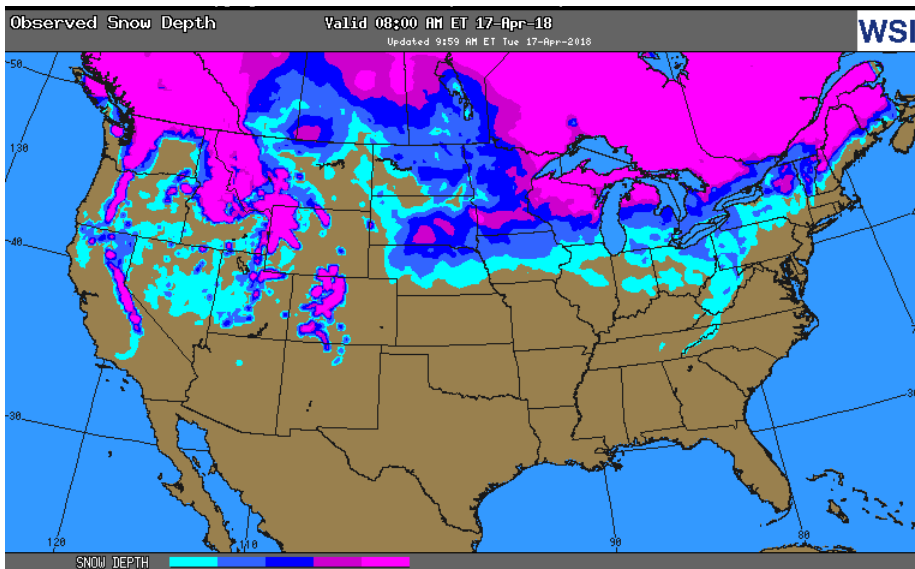 Observed Snow Depth
Valid 08:00 AM ET 17-Apr-18
Updated 9:59 AM ET Tue 17-Apr-2018
WSI
50
130
40
30
120
110
90
80
SNOW DEPTH